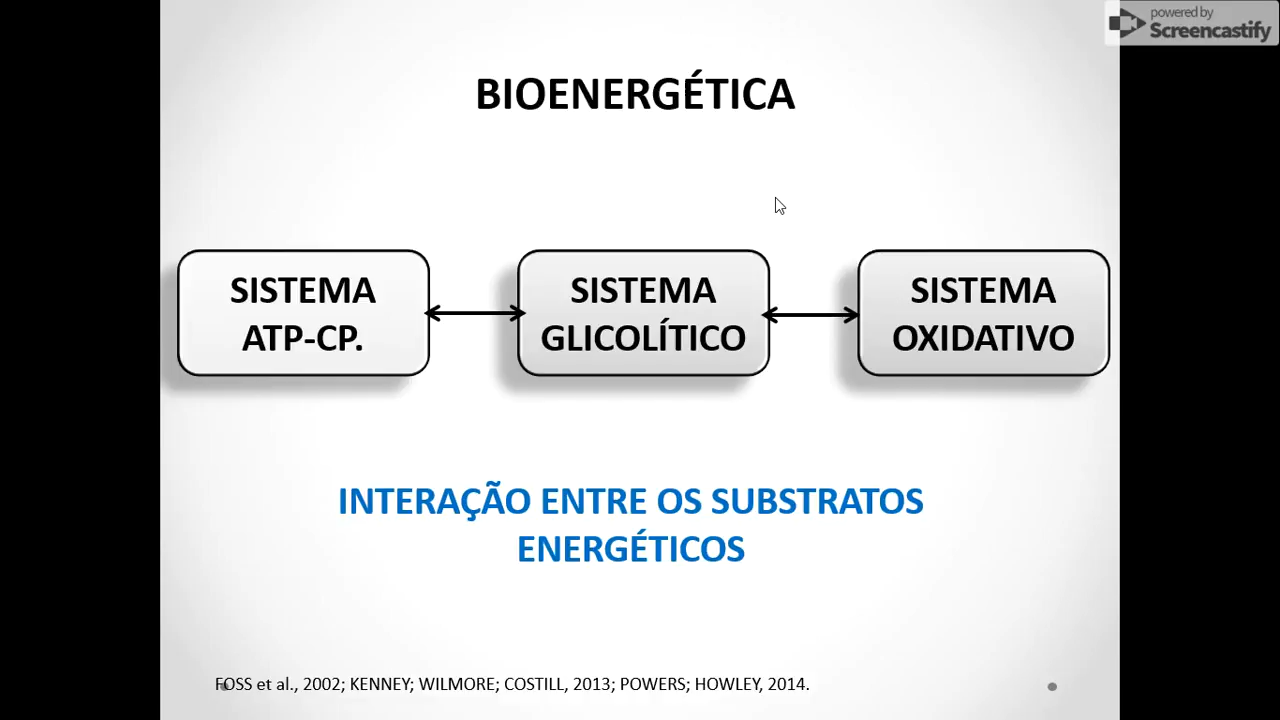 powered by
Screencastify
BIOENERGÉTICA
SISTEMA
ATP-CP.
SISTEMA
GLICOLÍTICO
SISTEMA
OXIDATIVO
INTERAÇÃO ENTRE OS SUBSTRATOS
ENERGÉTICOS
FOSS et al., 2002; KENNEY; WILMORE; COSTILL, 2013; POWERS; HOWLEY, 2014.